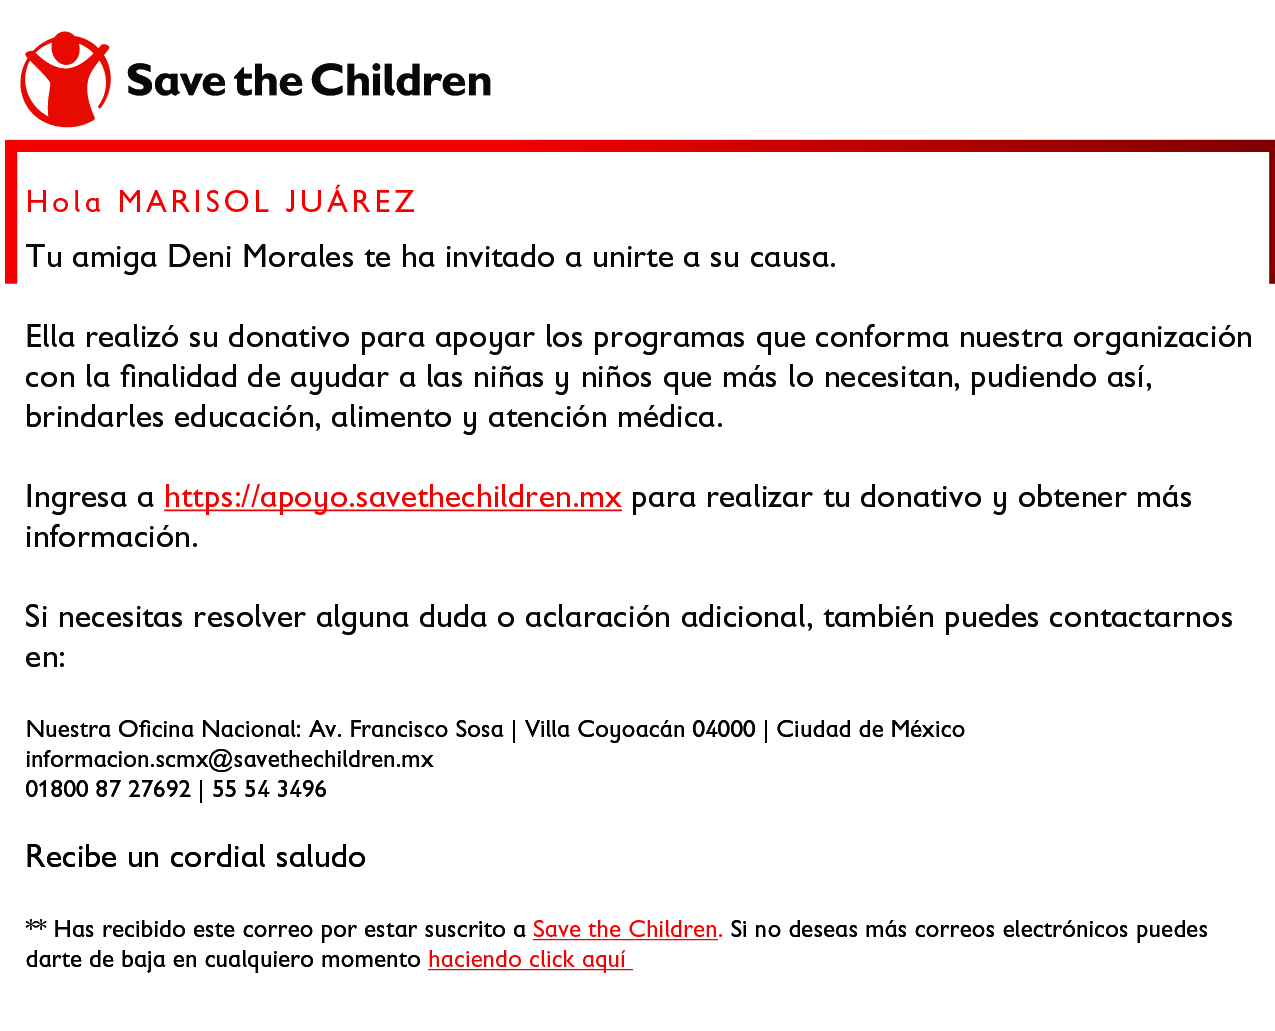 Save the Children
Hola MARISOL JUÁREZ
Tu amiga Deni Morales te ha invitado a unirte a su causa.
Ella realizó su donativo para apoyar los programas que conforma nuestra organización
con la finalidad de ayudar a las niñas y niños que más lo necesitan, pudiendo así,
brindarles educación, alimento y atención médica.
Ingresa a https://apoyo.savethechildren.mx para realizar tu donativo y obtener más
información.
Si necesitas resolver alguna duda o aclaración adicional, también puedes contactarnos
en:
Nuestra Oficina Nacional: Av. Francisco Sosa | Villa Coyoacán 04000 | Ciudad de México
informacion.scmx@savethechildren.mx
01800 87 27692 | 55 54 3496
Recibe un cordial saludo
** Has recibido este correo por estar suscrito a Save the Children. Si no deseas más correos electrónicos puedes
darte de baja en cualquiero momento haciendo click aquí